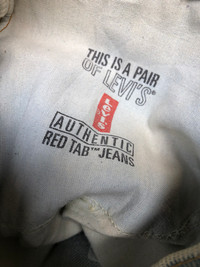 THIS IS A PAIR
OF LEVI'S®
LEVI'S
AUTHENTIC
RED TAB™ JEANS